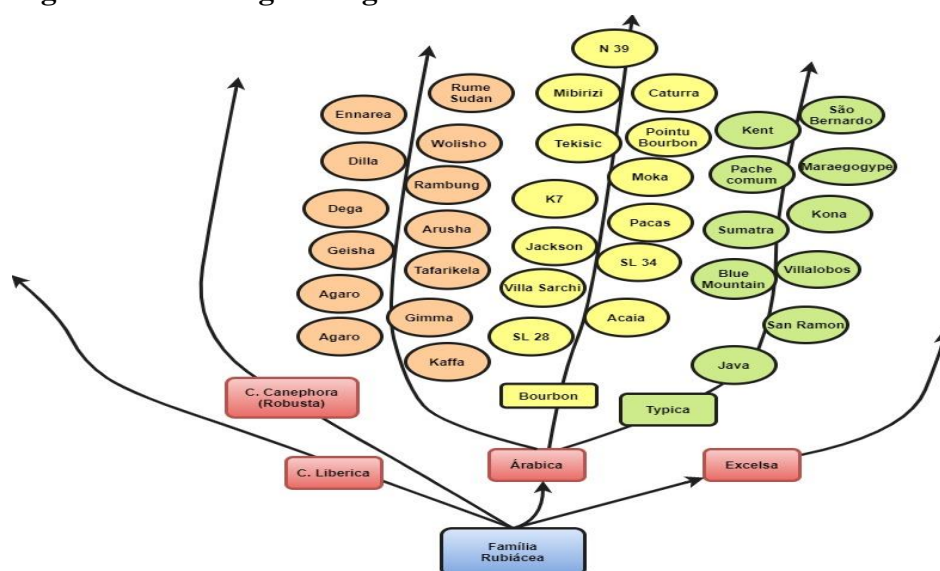 N 39
Rume
Sudan
Mibirizi
Caturra
Ennarea
São
Bernardo
Kent
Pointu
Bourbon
Wolisho
Tekisic
Dilla
Maraegogype
Pache
comum
Moka
Rambung
K7
Dega
Kona
Pacas
Arusha
Sumatra
Jackson
Geisha
SL 34
Tafarikela
Villalobos
Blue
Mountain
Villa Sarchi
Agaro
Gimma
Acaia
San Ramon
Agaro
SL 28
Kaffa
Java
C. Canephora
(Robusta)
Bourbon
Typica
C. Liberica
Árabica
Excelsa
Família
Rubiácea